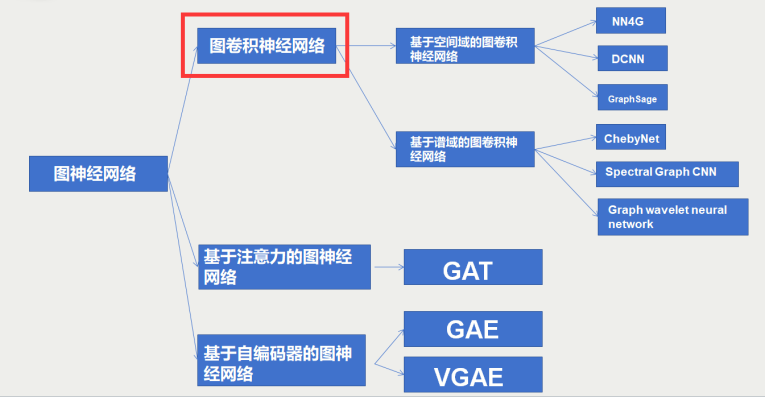 图神经网络
图卷积神经网络
基于空间域的图卷积
神经网络
NN4G
DCNN
GraphSage
基于谱域的图卷积神
经网络
ChebyNet
Spectral Graph CNN
Graph wavelet neural
network
基于注意力的图神经
网络
GAT
基于自编码器的图神
经网络
GAE
VGAE